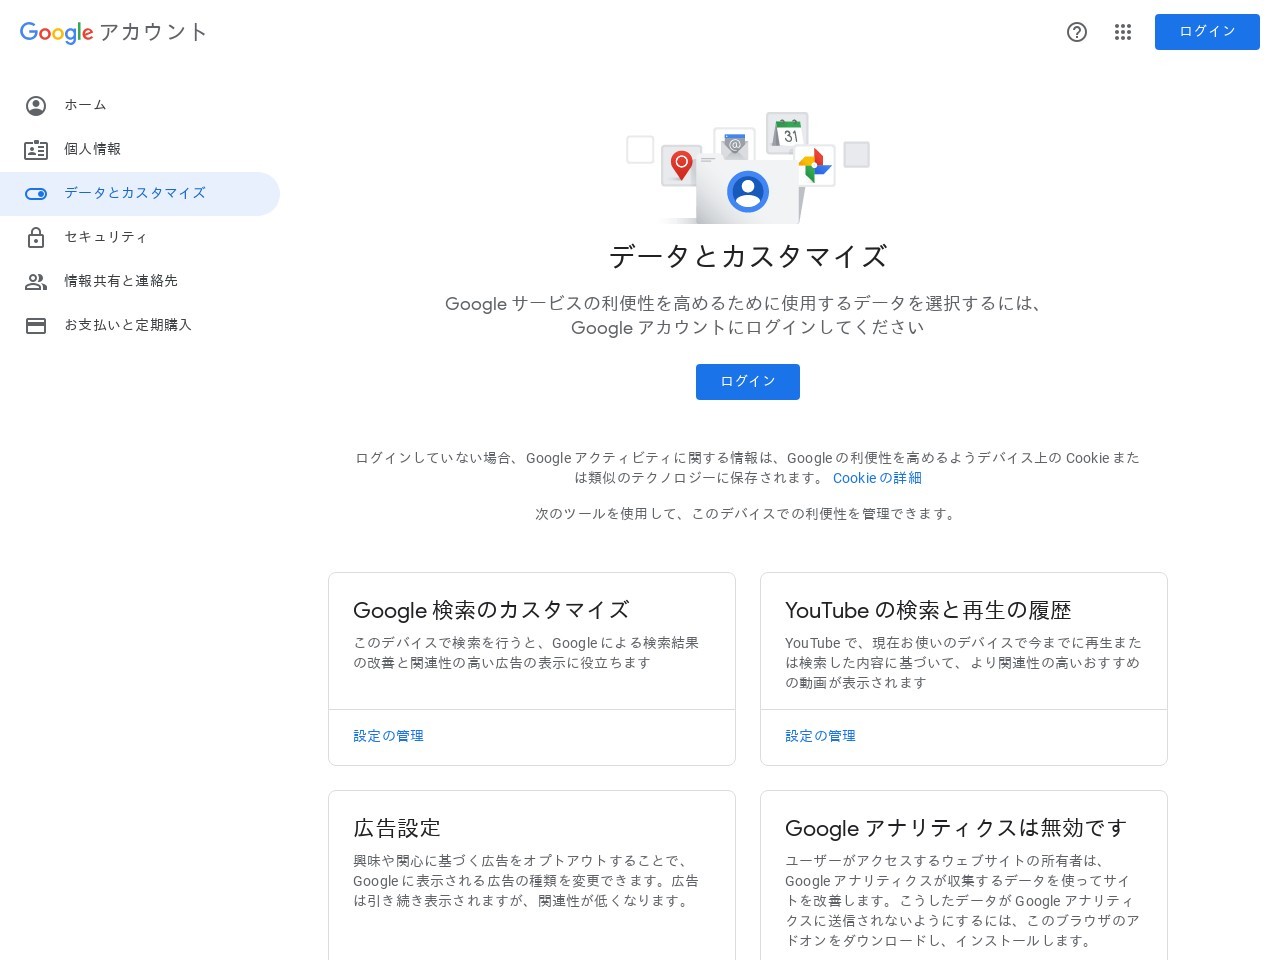 Google アカウント
ログイン
ホーム
個人情報
データとカスタマイズ
セキュリティ
情報共有と連絡先
お支払いと定期購入
31
@
データとカスタマイズ
Google サービスの利便性を高めるために使用するデータを選択するには、
Google アカウントにログインしてください
ログイン
ログインしていない場合、Google アクティビティに関する情報は、Google の利便性を高めるようデバイス上の Cookie また
は類似のテクノロジーに保存されます。 Cookie の詳細
次のツールを使用して、このデバイスでの利便性を管理できます。
Google 検索のカスタマイズ
このデバイスで検索を行うと、Google による検索結果
の改善と関連性の高い広告の表示に役立ちます
設定の管理
YouTube の検索と再生の履歴
YouTube で、現在お使いのデバイスで今までに再生また
は検索した内容に基づいて、より関連性の高いおすすめ
の動画が表示されます
設定の管理
広告設定
興味や関心に基づく広告をオプトアウトすることで、
Google に表示される広告の種類を変更できます。広告
は引き続き表示されますが、関連性が低くなります。
Google アナリティクスは無効です
ユーザーがアクセスするウェブサイトの所有者は、
Google アナリティクスが収集するデータを使ってサイ
トを改善します。こうしたデータが Google アナリティ
クスに送信されないようにするには、このブラウザのア
ドオンをダウンロードし、インストールします。